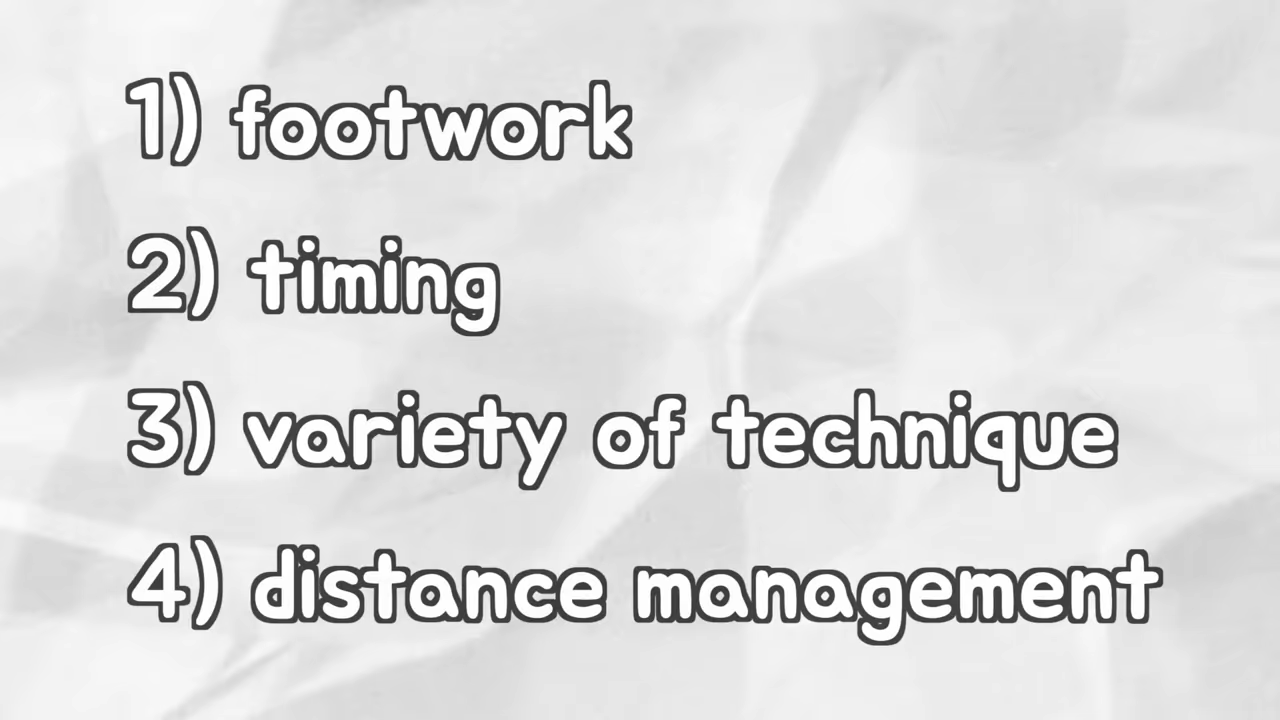 1) footwork
2) timing
3) variety of technique
4) distance management